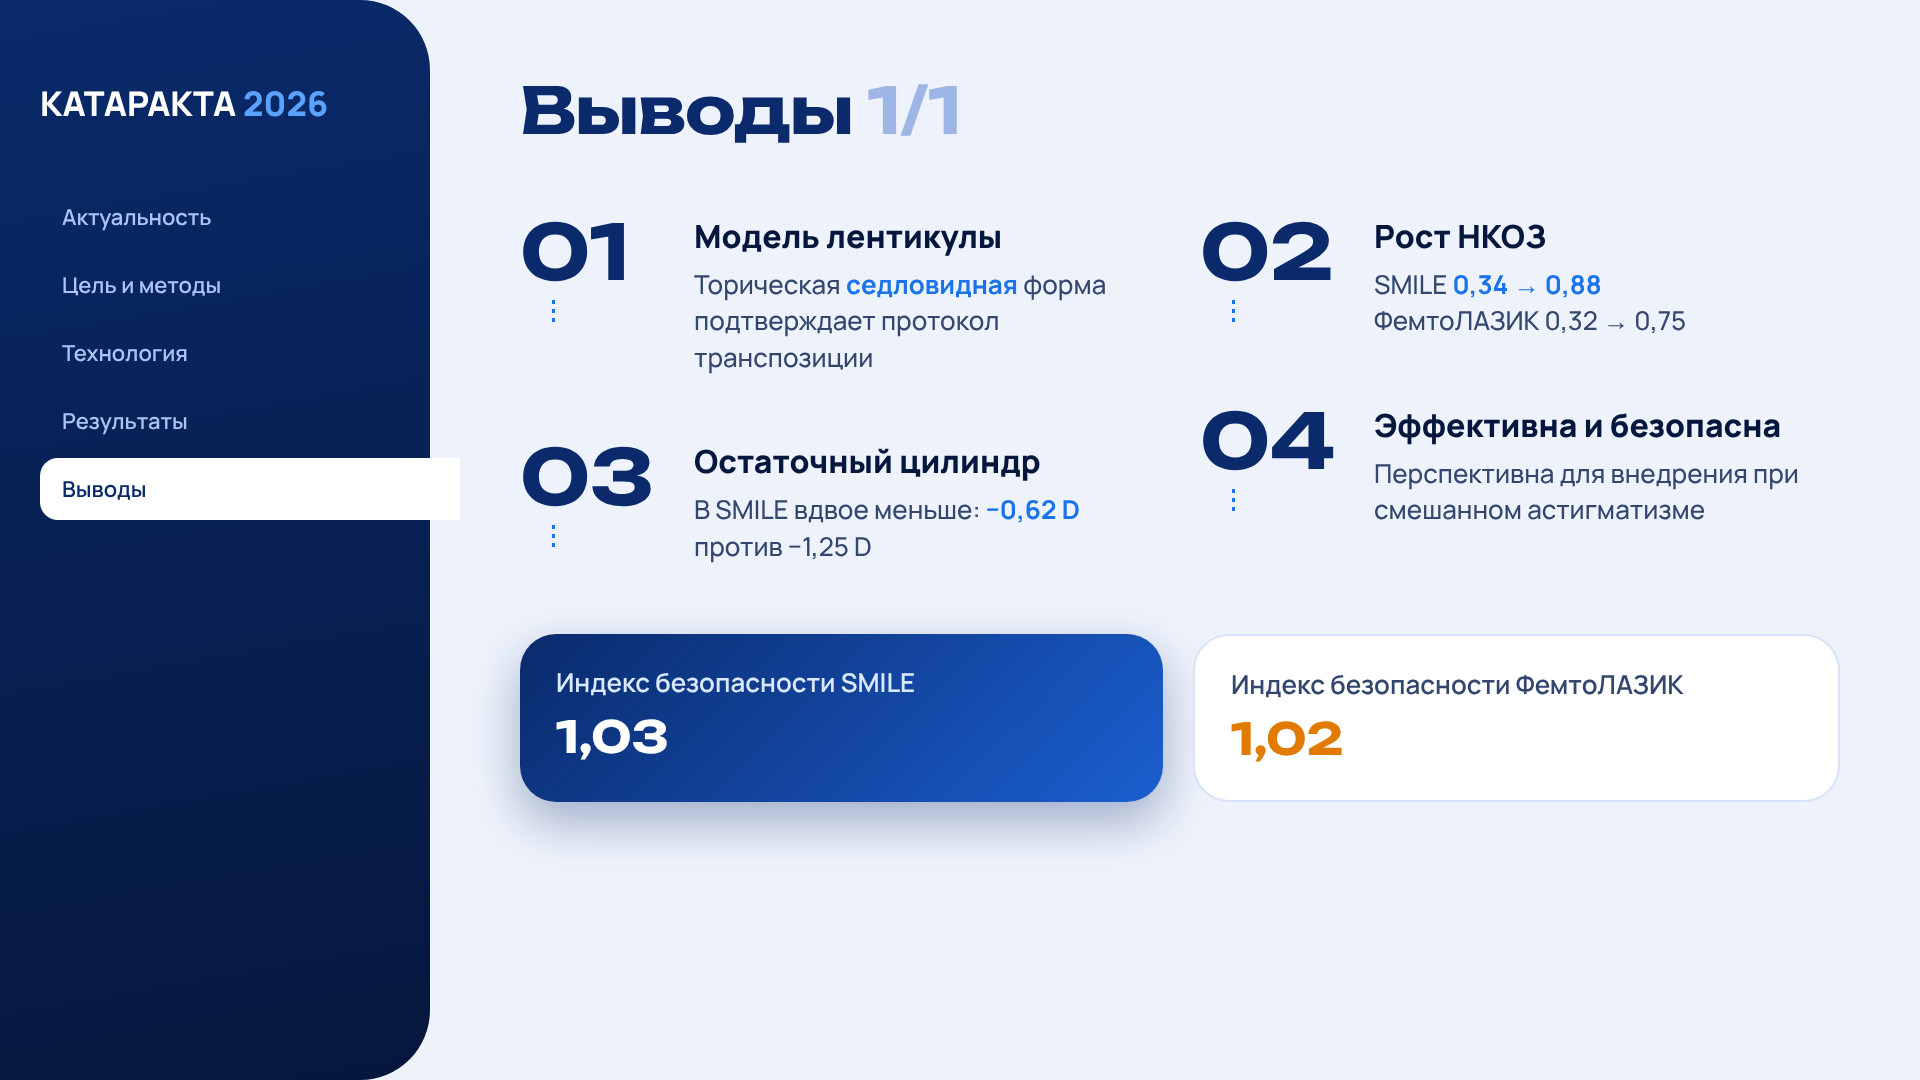 КАТАРАКТА 2026
Актуальность
Цель и методы
Технология
Результаты
Выводы
Выводы 1/1
01
Модель лентикулы
Торическая седловидная форма
подтверждает протокол
транспозиции
02
Рост НКОЗ
SMILE 0,34 → 0,88
ФемтоЛАЗИК 0,32 → 0,75
03
Остаточный цилиндр
В SMILE вдвое меньше: −0,62 D
против −1,25 D
04
Эффективна и безопасна
Перспективна для внедрения при
смешанном астигматизме
Индекс безопасности SMILE
1,03
Индекс безопасности ФемтоЛАЗИК
1,02